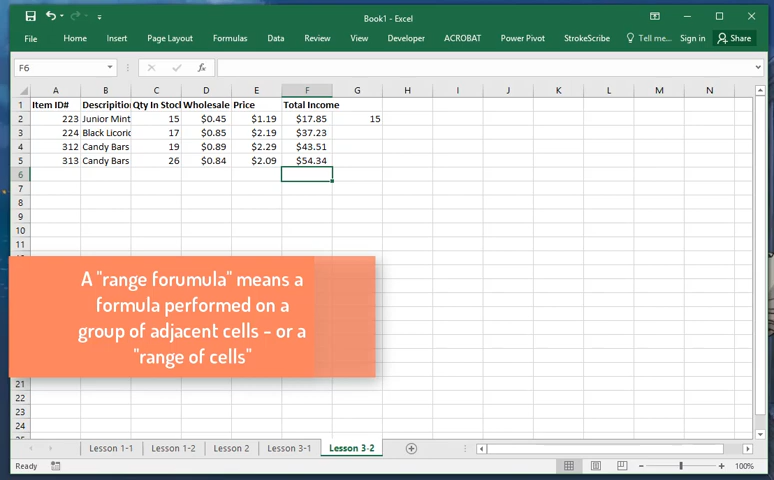 Book1 - Excel
File Home Insert Page Layout Formulas Data Review View Developer ACROBAT Power Pivot StrokeScribe Tell me... Sign in Share
F6 fx
A B C D E F G H I J K L M N
1 Item ID# Descripition Qty In Stock Wholesale Price Total Income
2 223 Junior Mint 15 $0.45 $1.19 $17.85 15
3 224 Black Licoric 17 $0.85 $2.19 $37.23
4 312 Candy Bars 19 $0.89 $2.29 $43.51
5 313 Candy Bars 26 $0.84 $2.09 $54.34
6
7
8
9
10
11
A "range forumula" means a
formula performed on a
group of adjacent cells - or a
"range of cells"
21
22
23
24
Lesson 1-1 Lesson 1-2 Lesson 2 Lesson 3-1 Lesson 3-2
Ready 100%